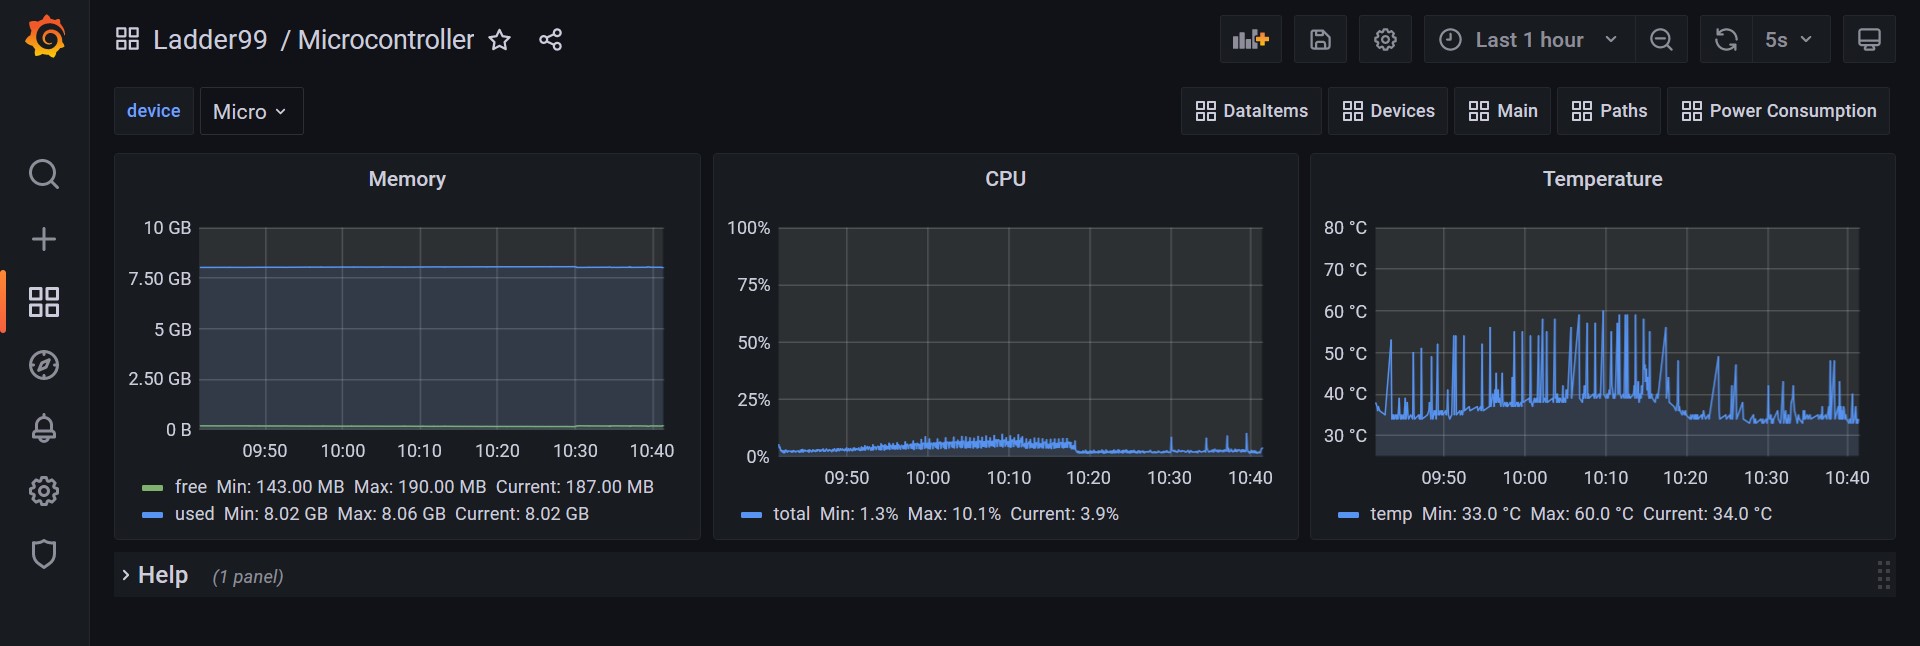 Ladder99 / Microcontroller
Last 1 hour
5s
device
Micro
DataItems
Devices
Main
Paths
Power Consumption
Memory
10 GB
7.50 GB
5 GB
2.50 GB
0 B
09:50 10:00 10:10 10:20 10:30 10:40
free Min: 143.00 MB Max: 190.00 MB Current: 187.00 MB
used Min: 8.02 GB Max: 8.06 GB Current: 8.02 GB
CPU
100%
75%
50%
25%
0%
09:50 10:00 10:10 10:20 10:30 10:40
total Min: 1.3% Max: 10.1% Current: 3.9%
Temperature
80 °C
70 °C
60 °C
50 °C
40 °C
30 °C
09:50 10:00 10:10 10:20 10:30 10:40
temp Min: 33.0 °C Max: 60.0 °C Current: 34.0 °C
Help (1 panel)